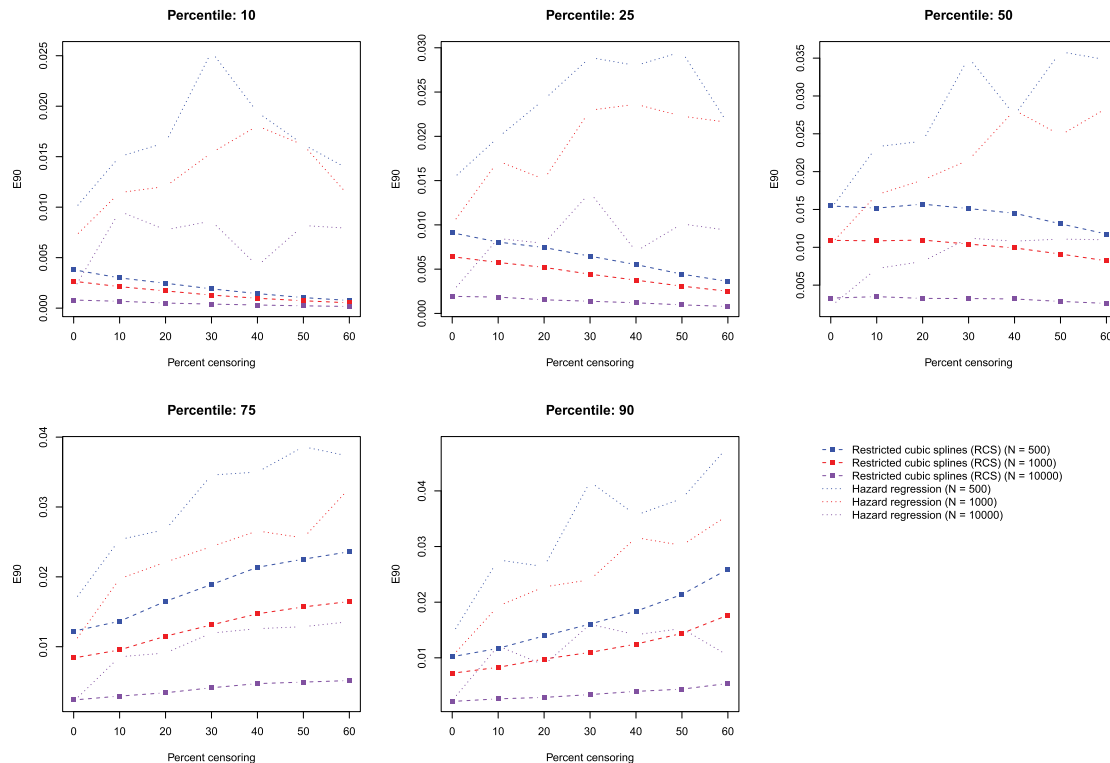 Percentile: 10
Percentile: 25
Percentile: 50
0.025
0.020
0.015
0.010
0.005
0.000
E90
0 10 20 30 40 50 60
Percent censoring
0.030
0.025
0.020
0.015
0.010
0.005
0.000
E90
0 10 20 30 40 50 60
Percent censoring
0.035
0.030
0.025
0.020
0.015
0.010
0.005
E90
0 10 20 30 40 50 60
Percent censoring
Percentile: 75
Percentile: 90
0.04
0.03
0.02
0.01
E90
0 10 20 30 40 50 60
Percent censoring
0.04
0.03
0.02
0.01
E90
0 10 20 30 40 50 60
Percent censoring
Restricted cubic splines (RCS) (N = 500)
Restricted cubic splines (RCS) (N = 1000)
Restricted cubic splines (RCS) (N = 10000)
Hazard regression (N = 500)
Hazard regression (N = 1000)
Hazard regression (N = 10000)